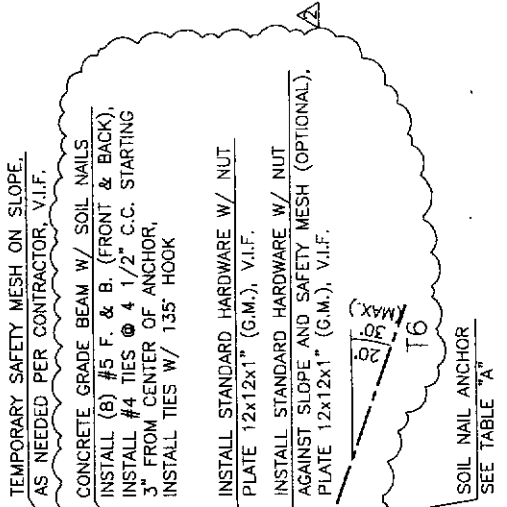 TEMPORARY SAFETY MESH ON SLOPE,
AS NEEDED PER CONTRACTOR, V.I.F.
CONCRETE GRADE BEAM W/ SOIL NAILS
INSTALL (8) #5 F. & B. (FRONT & BACK),
INSTALL #4 TIES @ 4 1/2" C.C. STARTING
3" FROM CENTER OF ANCHOR,
INSTALL TIES W/ 135° HOOK
INSTALL STANDARD HARDWARE W/ NUT
PLATE 12x12x1" (G.M.), V.I.F.
INSTALL STANDARD HARDWARE W/ NUT
AGAINST SLOPE AND SAFETY MESH (OPTIONAL),
PLATE 12x12x1" (G.M.), V.I.F.
2
20°
30°
(MAX.)
T6
SOIL NAIL ANCHOR
SEE TABLE "A"